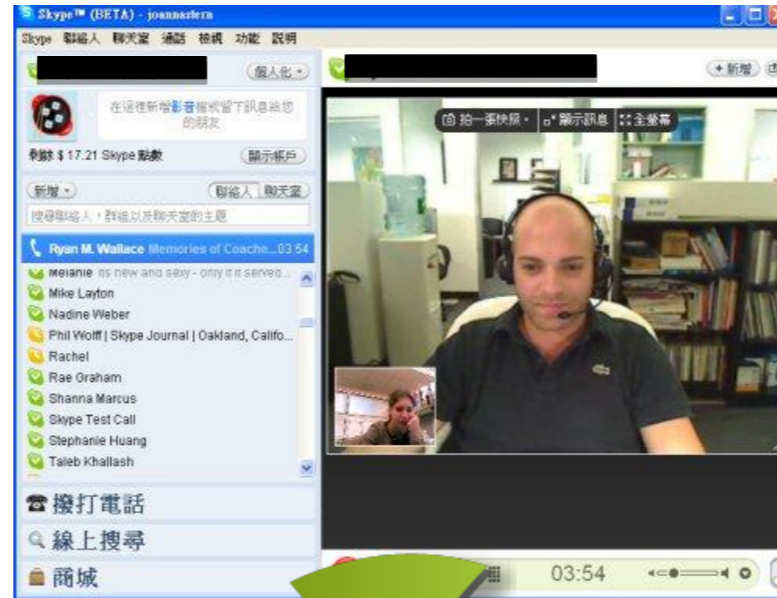 Skype™ (BETA) - joannastern
Skype 聯絡人 聊天室 通話 檢視 功能 說明
個人化
在這裡新增影音檔或留下訊息給您
的朋友
剩餘 $ 17.21 Skype 點數
顯示帳戶
新增
聯絡人 聊天室
搜尋聯絡人，群組以及聊天室的主題
Ryan M. Wallace Memories of Coache...03:54
Melanie its new and sexy - only if it served...
Mike Layton
Nadine Weber
Phil Wolff | Skype Journal | Oakland, Califo...
Rachel
Rae Graham
Shanna Marcus
Skype Test Call
Stephanie Huang
Taleb Khallash
撥打電話
線上搜尋
商城
+ 新增
拍一張快照 顯示訊息 全螢幕
03:54